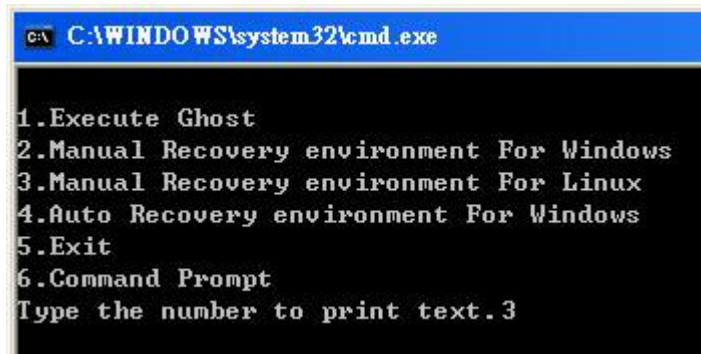 C:\WINDOWS\system32\cmd.exe
1.Execute Ghost
2.Manual Recovery environment For Windows
3.Manual Recovery environment For Linux
4.Auto Recovery environment For Windows
5.Exit
6.Command Prompt
Type the number to print text.3